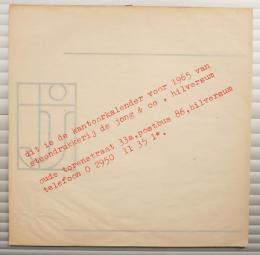 dit is de kantoorkalender voor 1965 van
steendrukkerij de jong & co . hilversum
oude torenstraat 33a,postbus 86,hilversum
telefoon 0 2950 11 35 1*.